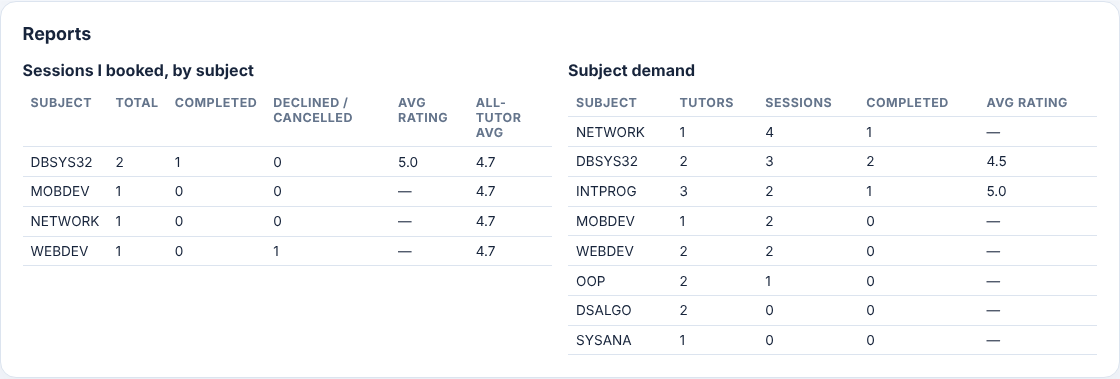 Reports
Sessions I booked, by subject
SUBJECT TOTAL COMPLETED DECLINED / CANCELLED AVG RATING ALL-TUTOR AVG
DBSYS32 2 1 0 5.0 4.7
MOBDEV 1 0 0 — 4.7
NETWORK 1 0 0 — 4.7
WEBDEV 1 0 1 — 4.7
Subject demand
SUBJECT TUTORS SESSIONS COMPLETED AVG RATING
NETWORK 1 4 1 —
DBSYS32 2 3 2 4.5
INTPROG 3 2 1 5.0
MOBDEV 1 2 0 —
WEBDEV 2 2 0 —
OOP 2 1 0 —
DSALGO 2 0 0 —
SYSANA 1 0 0 —